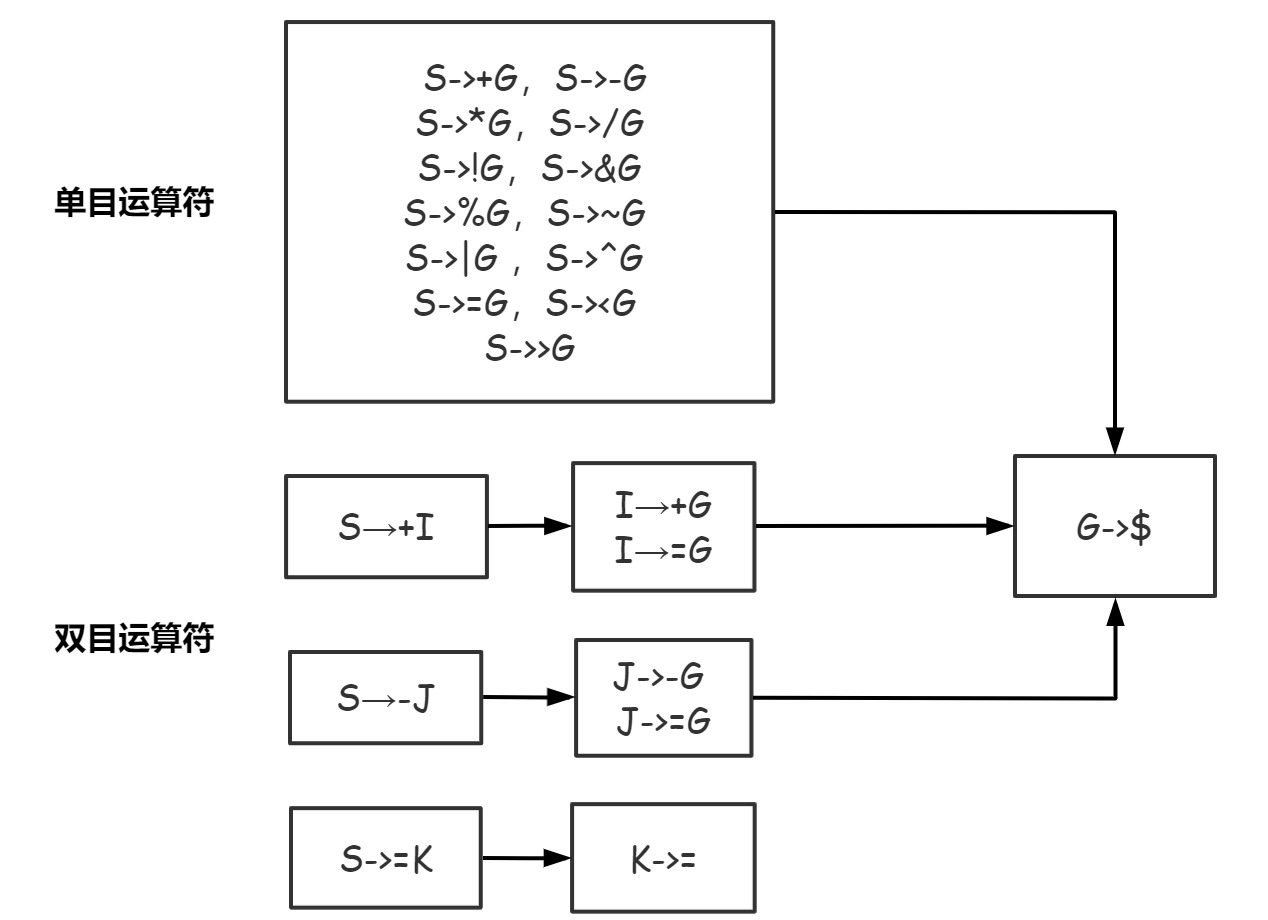 S->+G, S->-G
S->*G, S->/G
S->!G, S->&G
S->%G, S->~G
S->|G , S->^G
S->=G, S-><G
S->>G
单目运算符
S→+I
I→+G
I→=G
G->$
双目运算符
S→-J
J->-G
J->=G
S->=K
K->=